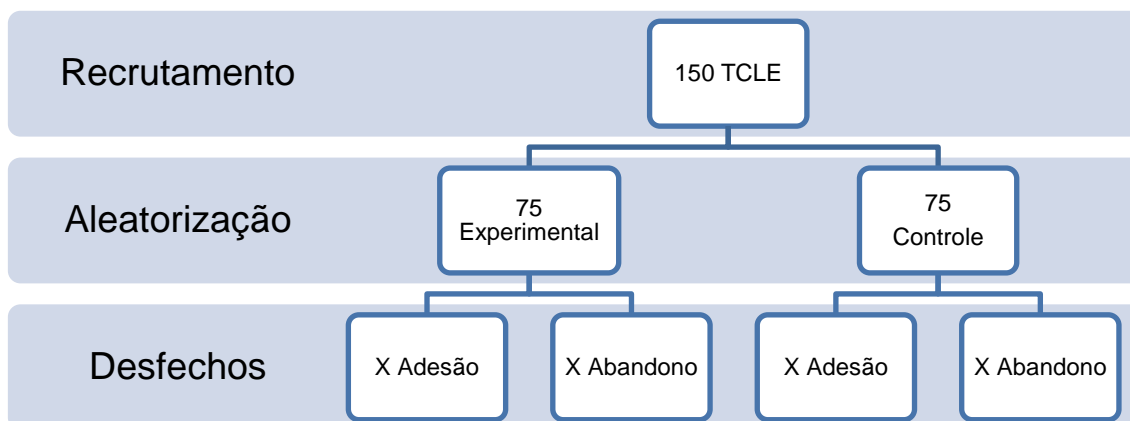 Recrutamento
150 TCLE
Aleatorização
75
Experimental
75
Controle
Desfechos
X Adesão
X Abandono
X Adesão
X Abandono